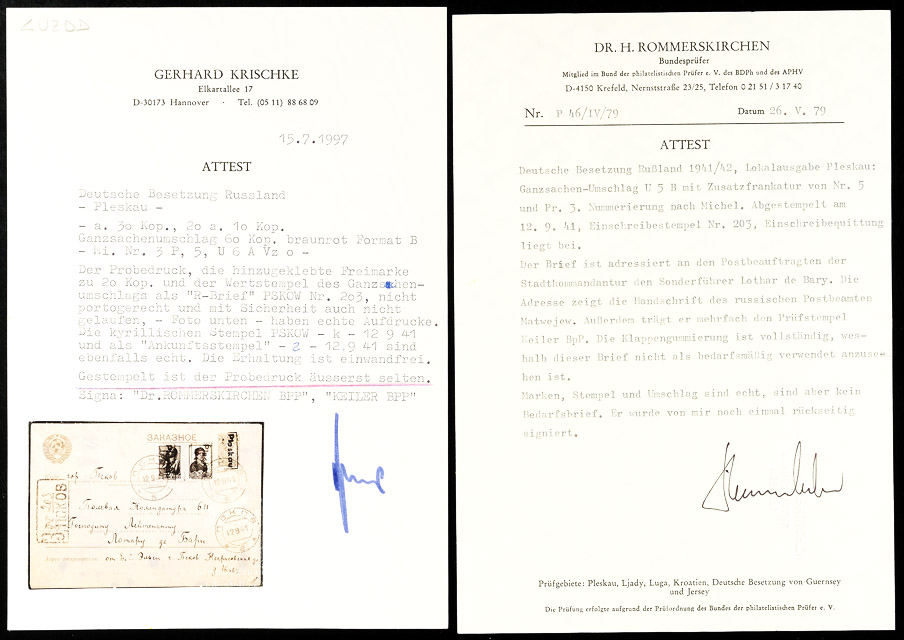 LUZDD
GERHARD KRISCHKE
Elkartallee 17
D-30173 Hannover · Tel. (05 11) 88 68 09
15.7.1997
ATTEST
Deutsche Besetzung Russland
- Pleskau -
- a. 3o Kop., 2o a. 1o Kop.
Ganzsachenumschlag 6o Kop. braunrot Format B
- Mi. Nr. 3 P, 5, U 6 A Vz o -
Der Probedruck, die hinzugeklebte Freimarke
zu 2o Kop. und der Wertstempel des Ganzsachen-
umschlags als "R-Brief" PSKOW Nr. 2o3, nicht
portogerecht und mit Sicherheit auch nicht
gelaufen, - Foto unten - haben echte Aufdrucke.
Die kyrillischen Stempel PSKOW - k - 12 9 41
und als "Ankunftsstempel" - 2 - 12.9 41 sind
ebenfalls echt. Die Erhaltung ist einwandfrei.
Gestempelt ist der Probedruck äusserst selten.
Signa: "Dr.ROMMERSKIRCHEN BPP", "KEILER BPP"
ЗАКАЗНОЕ
Pleskau
гор Псков
ПСКОВ
Полевая Комендатура 611
Господину Лейтенанту
Лотару де Бари
DR. H. ROMMERSKIRCHEN
Bundesprüfer
Mitglied im Bund der philatelistischen Prüfer e. V. des BDPh und des APHV
D-4150 Krefeld, Nernststraße 23/25, Telefon 0 21 51 / 3 17 40
Nr. P 46/IV/79 Datum 26. V. 79
ATTEST
Deutsche Besetzung Rußland 1941/42, Lokalausgabe Pleskau:
Ganzsachen-Umschlag U 5 B mit Zusatzfrankatur von Nr. 5
und Pr. 3. Nummerierung nach Michel. Abgestempelt am
12. 9. 41, Einschreibestempel Nr. 203, Einschreibequittung
liegt bei.
Der Brief ist adressiert an den Postbeauftragten der
Stadtkommandantur den Sonderführer Lothar de Bary. Die
Adresse zeigt die Handschrift des russischen Postbeamten
Matwejew. Außerdem trägt er mehrfach den Prüfstempel
Keiler BpP. Die Klappengummierung ist vollständig, wes-
halb dieser Brief nicht als bedarfsmäßig verwendet anzuse-
hen ist.
Marken, Stempel und Umschlag sind echt, sind aber kein
Bedarfsbrief. Er wurde von mir noch einmal rückseitig
signiert.
Prüfgebiete: Pleskau, Ljady, Luga, Kroatien, Deutsche Besetzung von Guernsey
und Jersey
Die Prüfung erfolgte aufgrund der Prüfordnung des Bundes der philatelistischen Prüfer e. V.